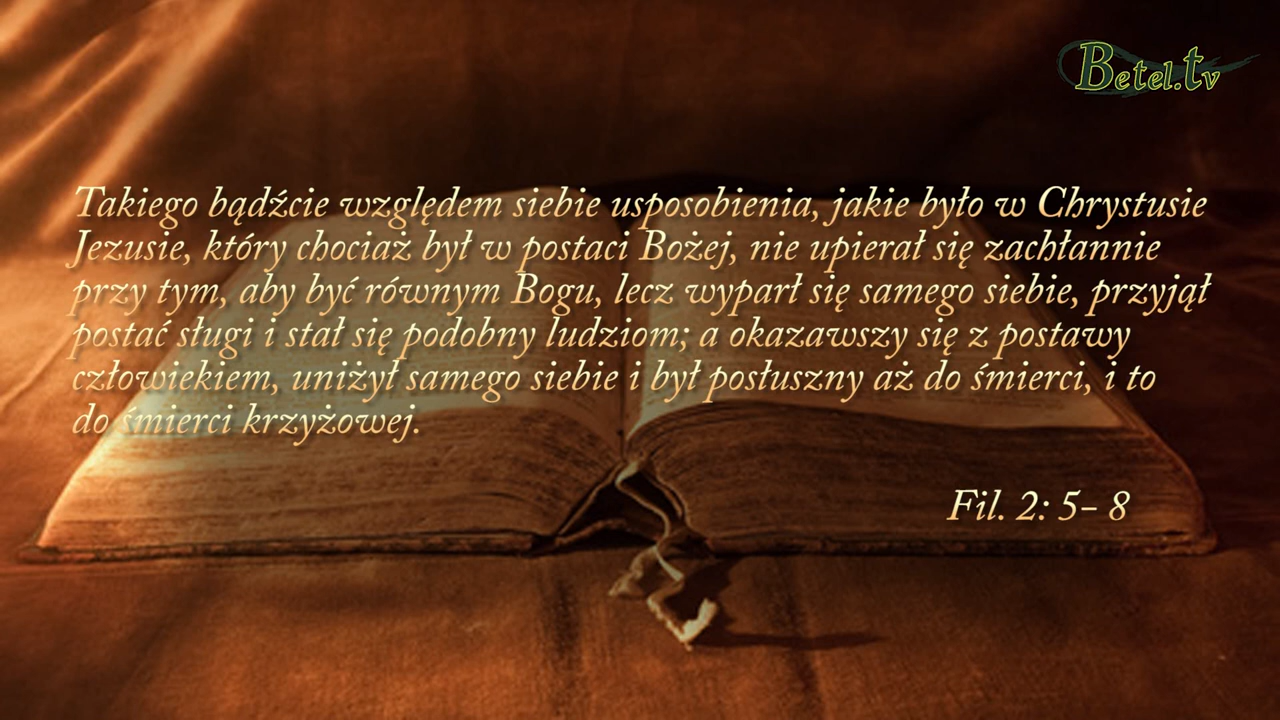 Betel.tv
Takiego bądźcie względem siebie usposobienia, jakie było w Chrystusie
Jezusie, który chociaż był w postaci Bożej, nie upierał się zachłannie
przy tym, aby być równym Bogu, lecz wyparł się samego siebie, przyjął
postać sługi i stał się podobny ludziom; a okazawszy się z postawy
człowiekiem, uniżył samego siebie i był posłuszny aż do śmierci, i to
do śmierci krzyżowej.
Fil. 2: 5- 8